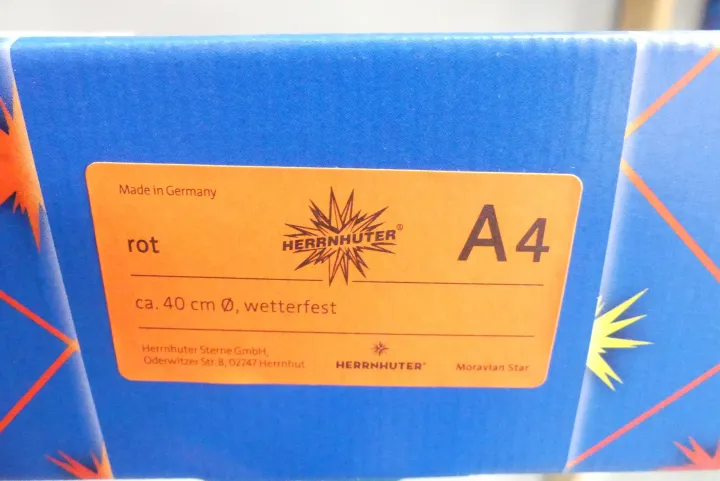 Made in Germany
rot
HERRNHUTER®
A4
ca. 40 cm Ø, wetterfest
Herrnhuter Sterne GmbH,
Oderwitzer Str. 8, 02747 Herrnhut
HERRNHUTER®
Moravian Star